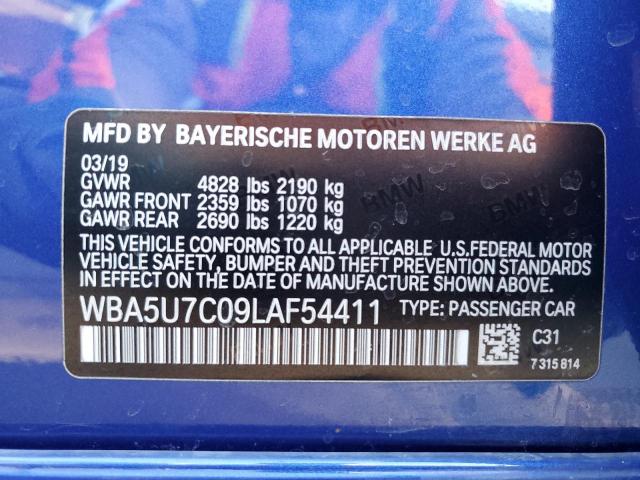 MFD BY BAYERISCHE MOTOREN WERKE AG
03/19
GVWR 4828 lbs 2190 kg
GAWR FRONT 2359 lbs 1070 kg
GAWR REAR 2690 lbs 1220 kg
THIS VEHICLE CONFORMS TO ALL APPLICABLE U.S.FEDERAL MOTOR
VEHICLE SAFETY, BUMPER AND THEFT PREVENTION STANDARDS
IN EFFECT ON THE DATE OF MANUFACTURE SHOWN ABOVE.
WBA5U7C09LAF54411 TYPE: PASSENGER CAR
C31
7 315 814